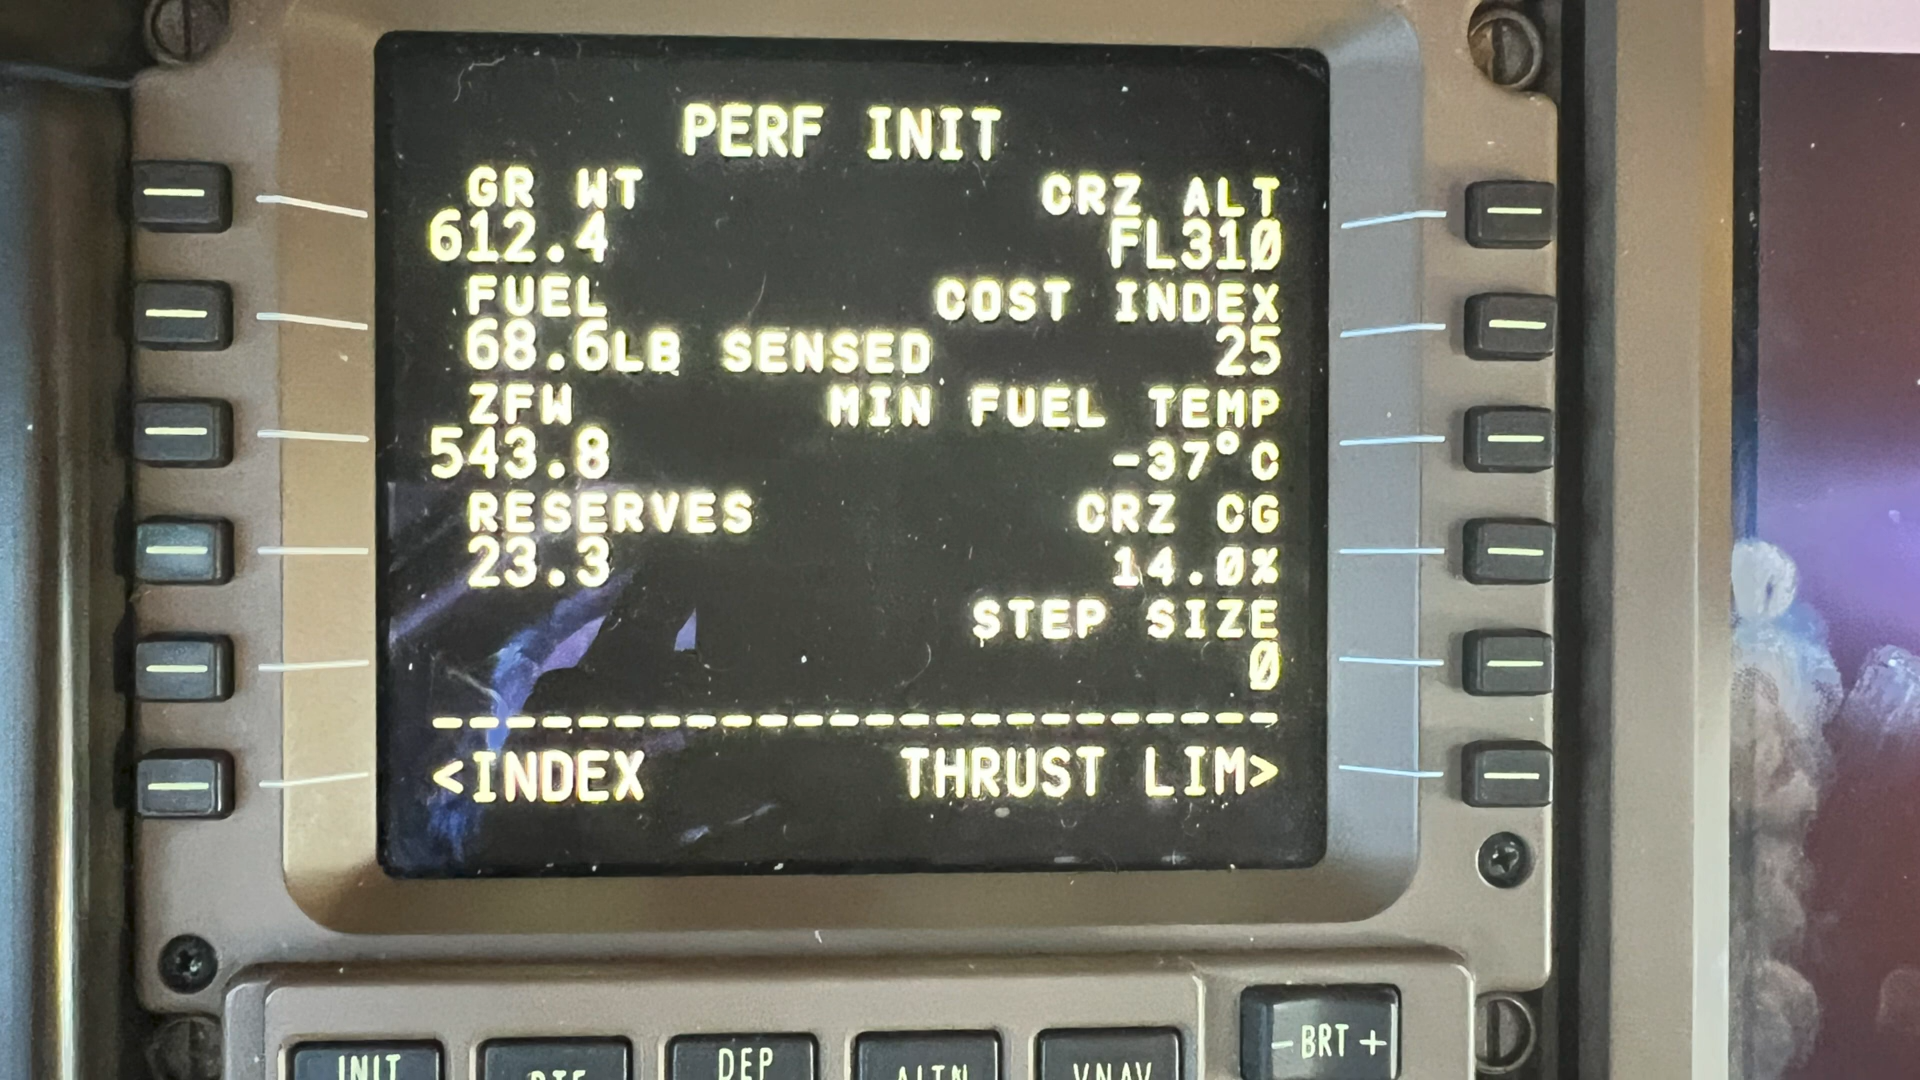 PERF INIT
GR WT CRZ ALT
612.4 FL310
FUEL COST INDEX
68.6LB SENSED 25
ZFW MIN FUEL TEMP
543.8 -37°C
RESERVES CRZ CG
23.3 14.0%
STEP SIZE
0
------------------------
<INDEX THRUST LIM>
-BRT+
INIT DEP ALTN VNAV